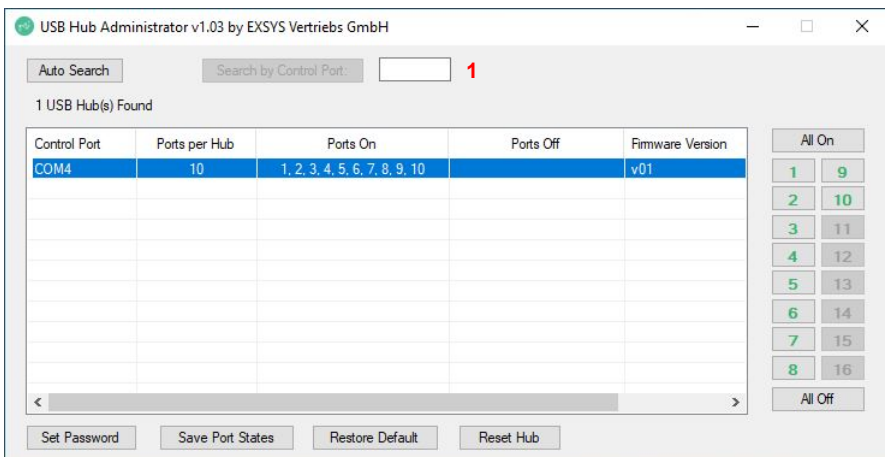 USB Hub Administrator v1.03 by EXSYS Vertriebs GmbH
Auto Search Search by Control Port: 1
1 USB Hub(s) Found
Control Port Ports per Hub Ports On Ports Off Firmware Version All On
COM4 10 1, 2, 3, 4, 5, 6, 7, 8, 9, 10 v01
1 9
2 10
3 11
4 12
5 13
6 14
7 15
8 16
All Off
Set Password Save Port States Restore Default Reset Hub